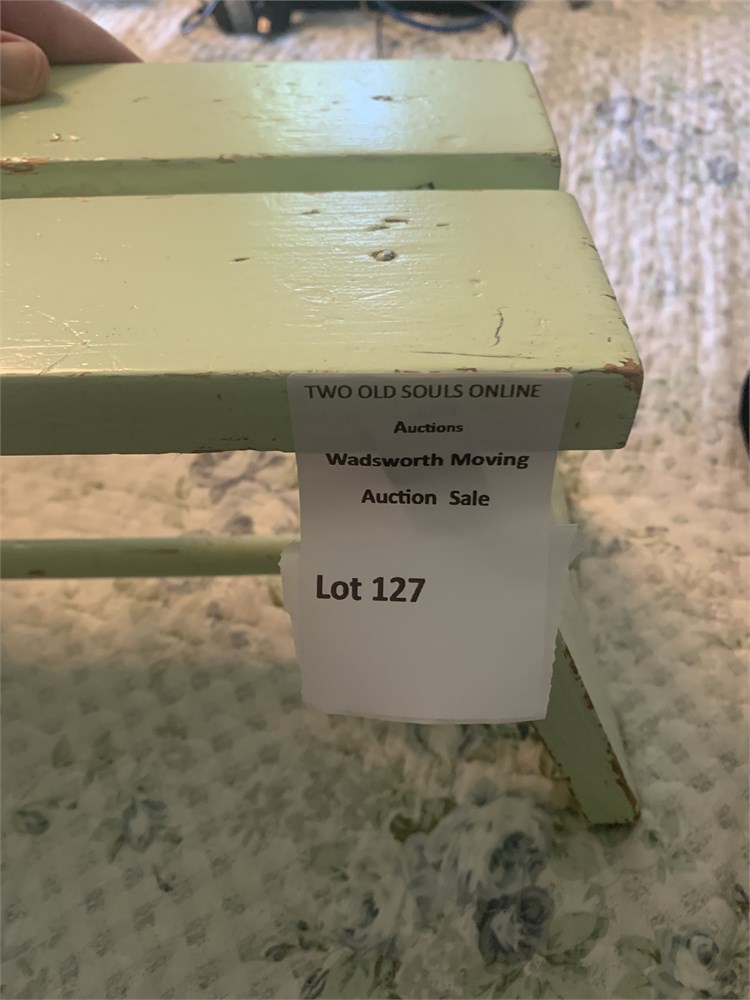 TWO OLD SOULS ONLINE
Auctions
Wadsworth Moving
Auction Sale
Lot 127